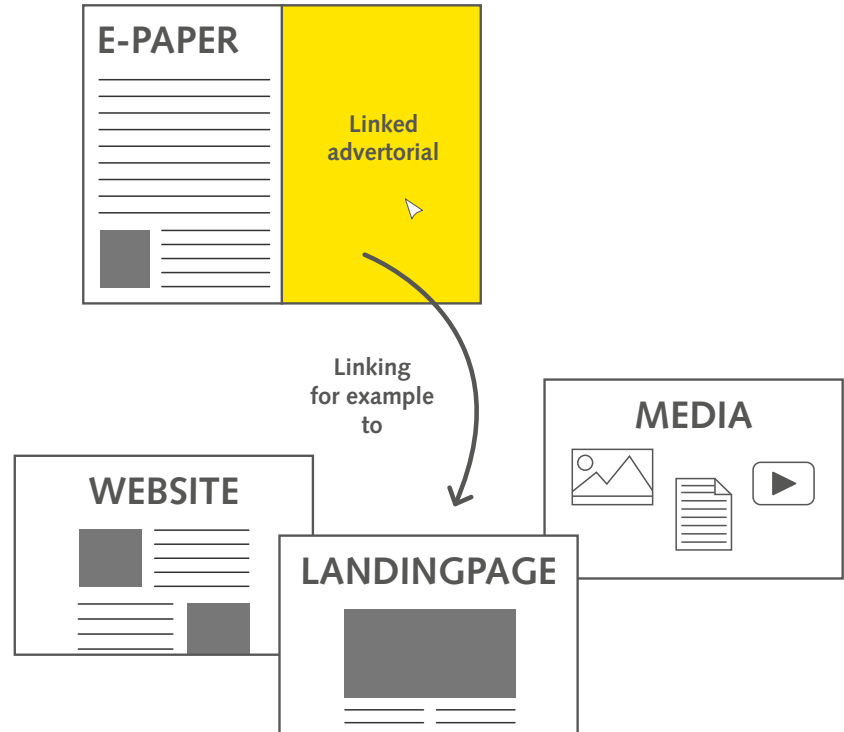 E-PAPER
Linked
advertorial
Linking
for example
to
MEDIA
WEBSITE
LANDINGPAGE